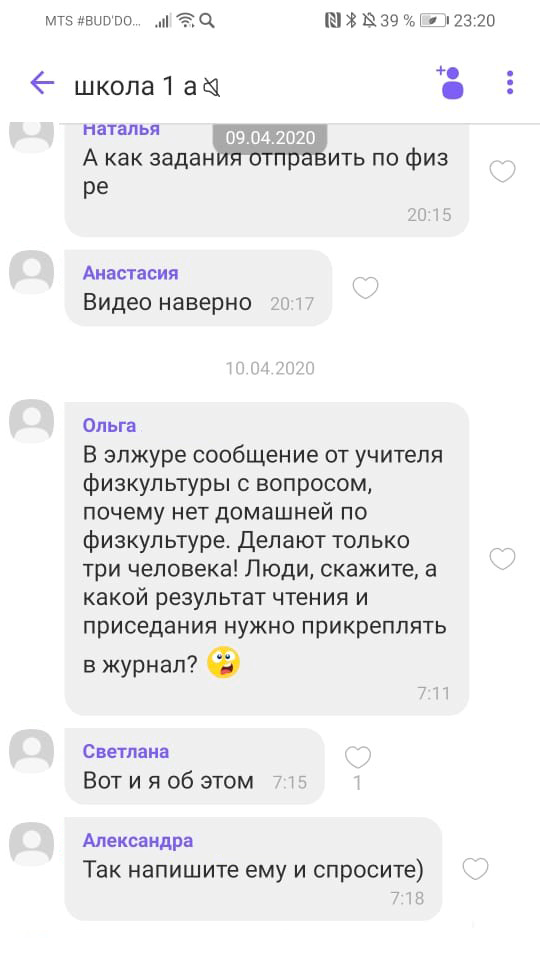 MTS #BUD'DO...
39 %
23:20
школа 1 а
Наталья
09.04.2020
А как задания отправить по физ
ре
20:15
Анастасия
Видео наверно 20:17
10.04.2020
Ольга
В элжуре сообщение от учителя
физкультуры с вопросом,
почему нет домашней по
физкультуре. Делают только
три человека! Люди, скажите, а
какой результат чтения и
приседания нужно прикреплять
в журнал?
7:11
Светлана
Вот и я об этом 7:15
1
Александра
Так напишите ему и спросите)
7:18